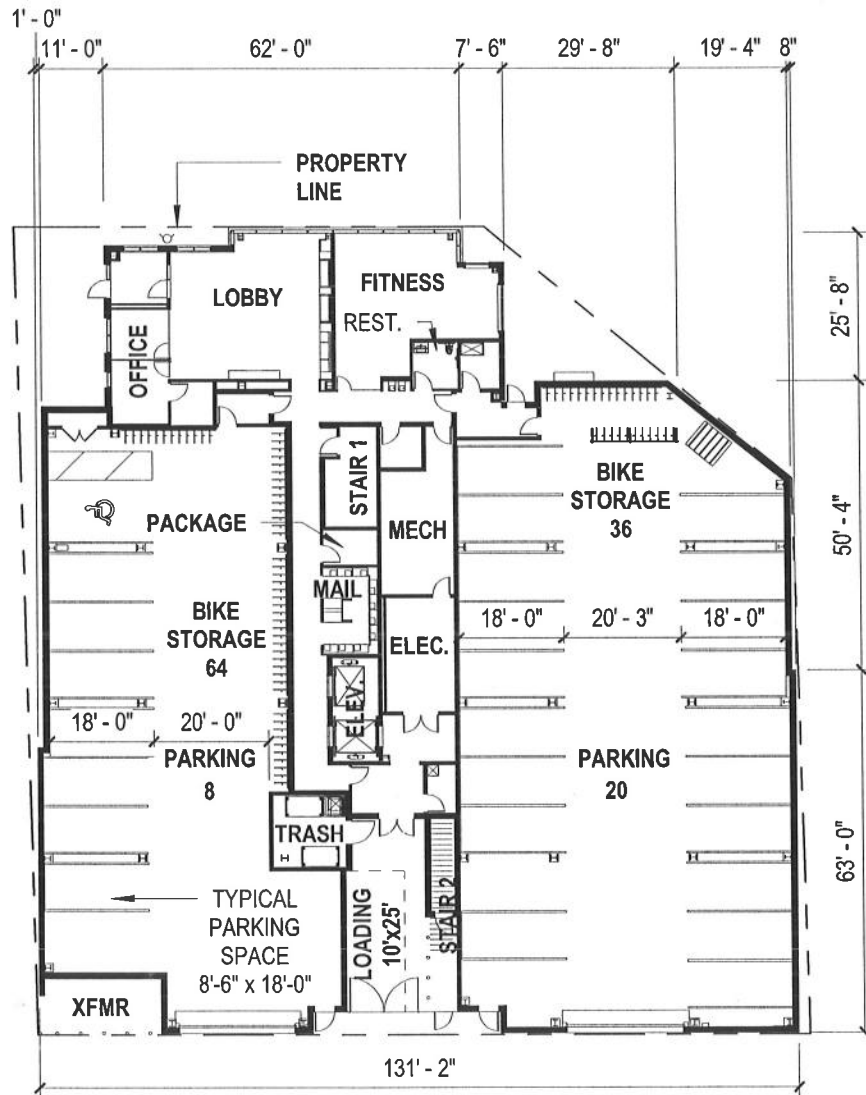 1' - 0"
11' - 0"
62' - 0"
7' - 6"
29' - 8"
19' - 4"
8"
PROPERTY
LINE
25' - 8"
LOBBY
FITNESS
REST.
OFFICE
STAIR 1
BIKE
STORAGE
36
PACKAGE
MECH
50' - 4"
MAIL
BIKE
STORAGE
64
ELEC.
18' - 0"
20' - 3"
18' - 0"
ELEV.
18' - 0"
20' - 0"
PARKING
8
PARKING
20
TRASH
63' - 0"
TYPICAL
PARKING
SPACE
8'-6" x 18'-0"
LOADING
10'x25'
STAIR 2
XFMR
131' - 2"